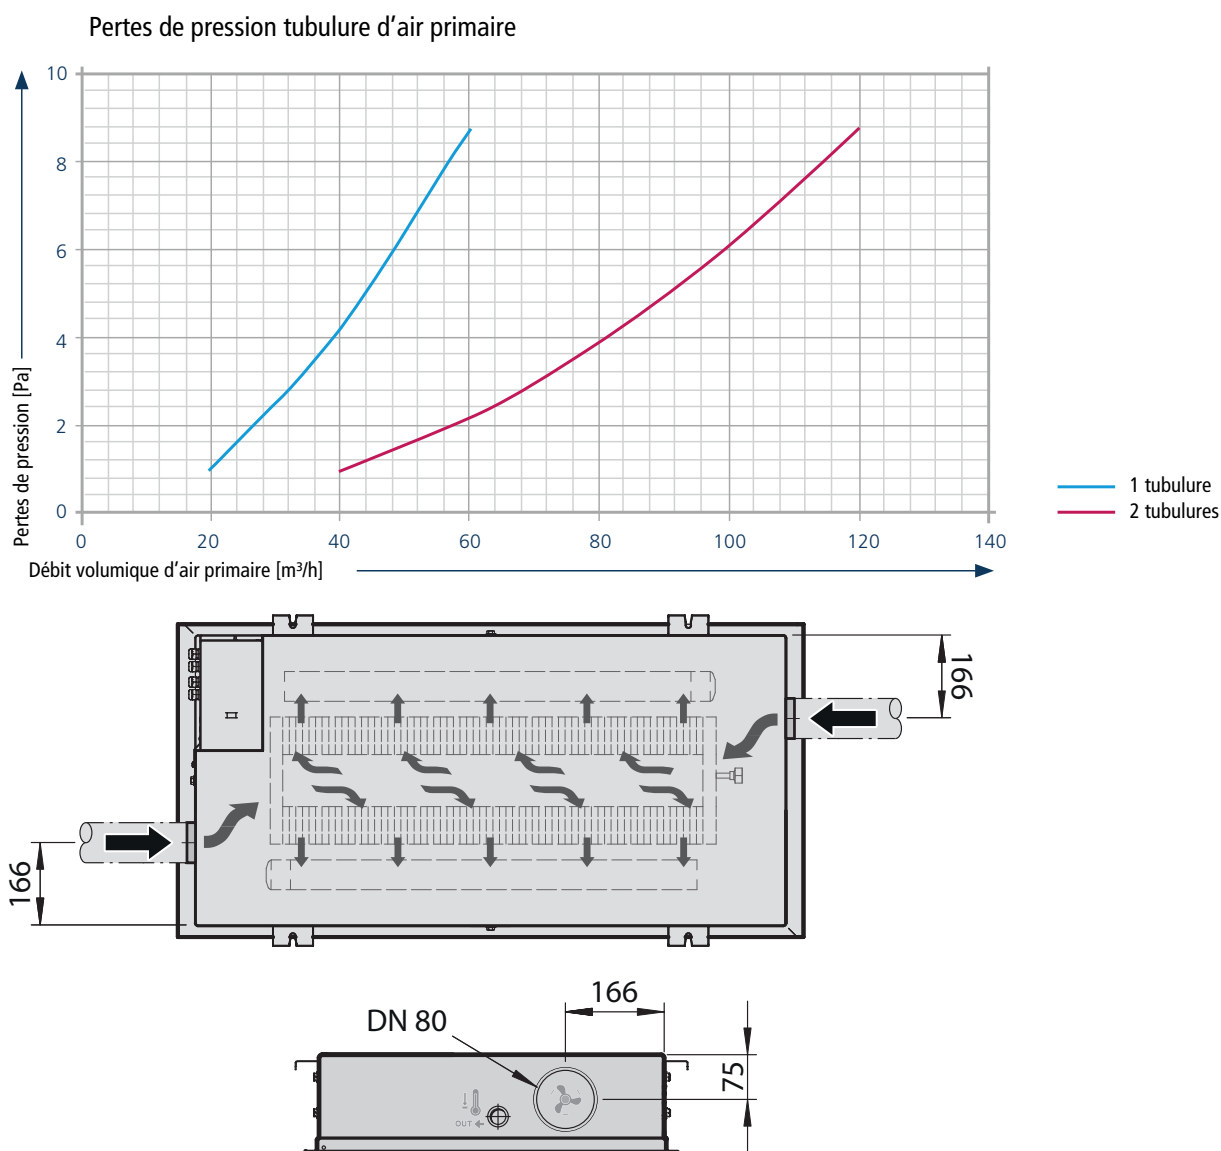 Pertes de pression tubulure d'air primaire
10
8
6
4
2
0
Pertes de pression [Pa]
0 20 40 60 80 100 120 140
Débit volumique d'air primaire [m³/h]
1 tubulure
2 tubulures
166
166
166
DN 80
75
OUT